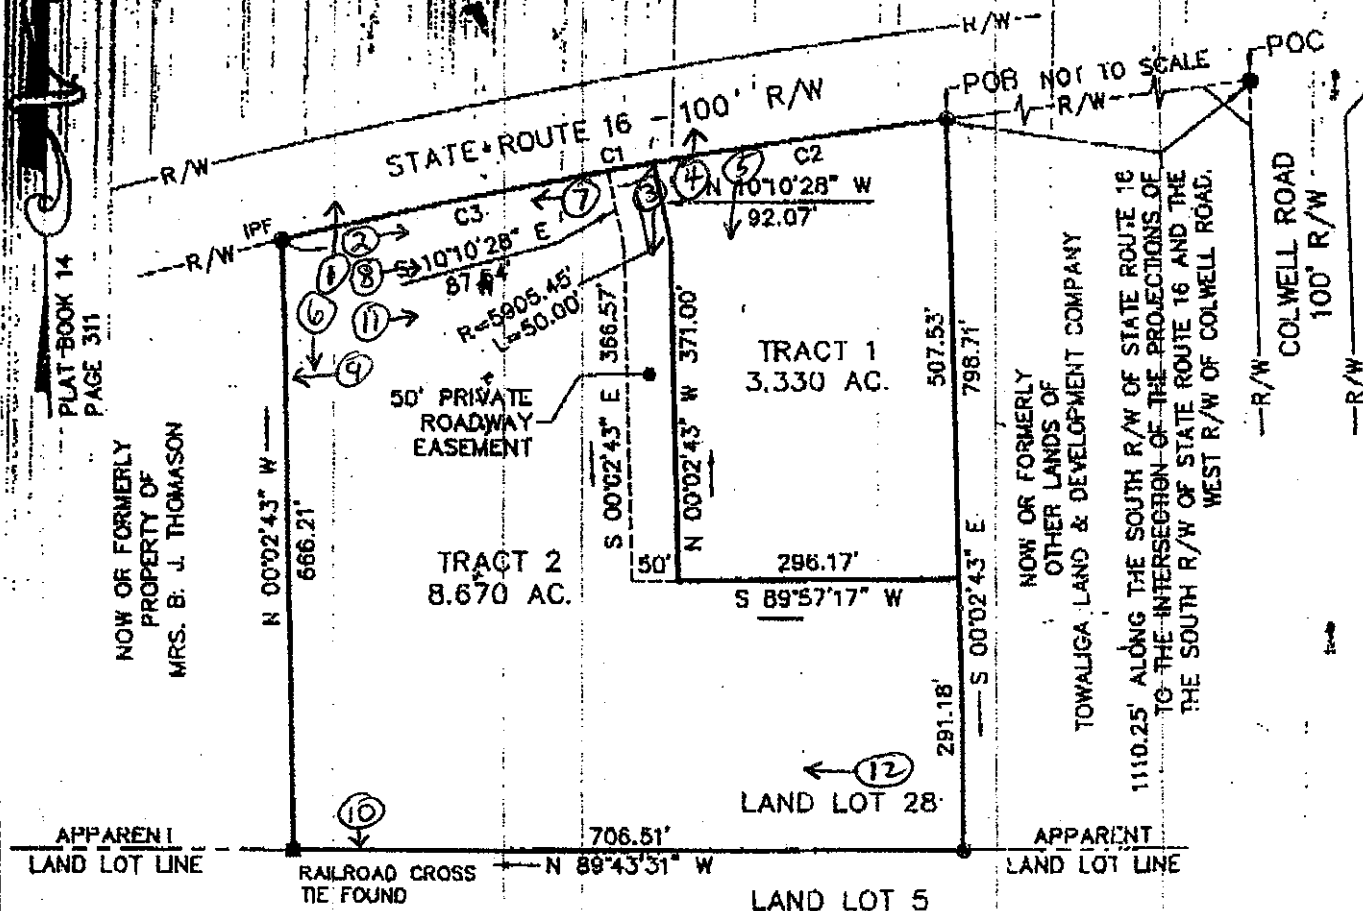 R/W
POC
POB NOT TO SCALE
R/W
STATE ROUTE 16 - 100' R/W
R/W
C1
C2
C3
IPF
R/W
N 10°10'28" W
92.07'
S 10°10'28" E
R=5905.45'
L=50.00'
1
2
3
4
5
6
7
8
9
10
11
12
PLAT BOOK 14
PAGE 311
NOW OR FORMERLY
PROPERTY OF
MRS. B. J. THOMASON
N 00°02'43" W
666.21'
50' PRIVATE
ROADWAY
EASEMENT
S 00°02'43" E 366.57'
N 00°02'43" W 371.00'
TRACT 1
3.330 AC.
507.53'
798.71'
TRACT 2
8.670 AC.
50'
296.17'
S 89°57'17" W
291.18'
S 00°02'43" E
NOW OR FORMERLY
OTHER LANDS OF
TOWALIGA LAND & DEVELOPMENT COMPANY
1110.25' ALONG THE SOUTH R/W OF STATE ROUTE 16
TO THE INTERSECTION OF THE PROJECTIONS OF
THE SOUTH R/W OF STATE ROUTE 16 AND THE
WEST R/W OF COLWELL ROAD.
COLWELL ROAD
100' R/W
R/W
R/W
LAND LOT 28
706.51'
N 89°43'31" W
APPARENT
LAND LOT LINE
RAILROAD CROSS
TIE FOUND
APPARENT
LAND LOT LINE
LAND LOT 5